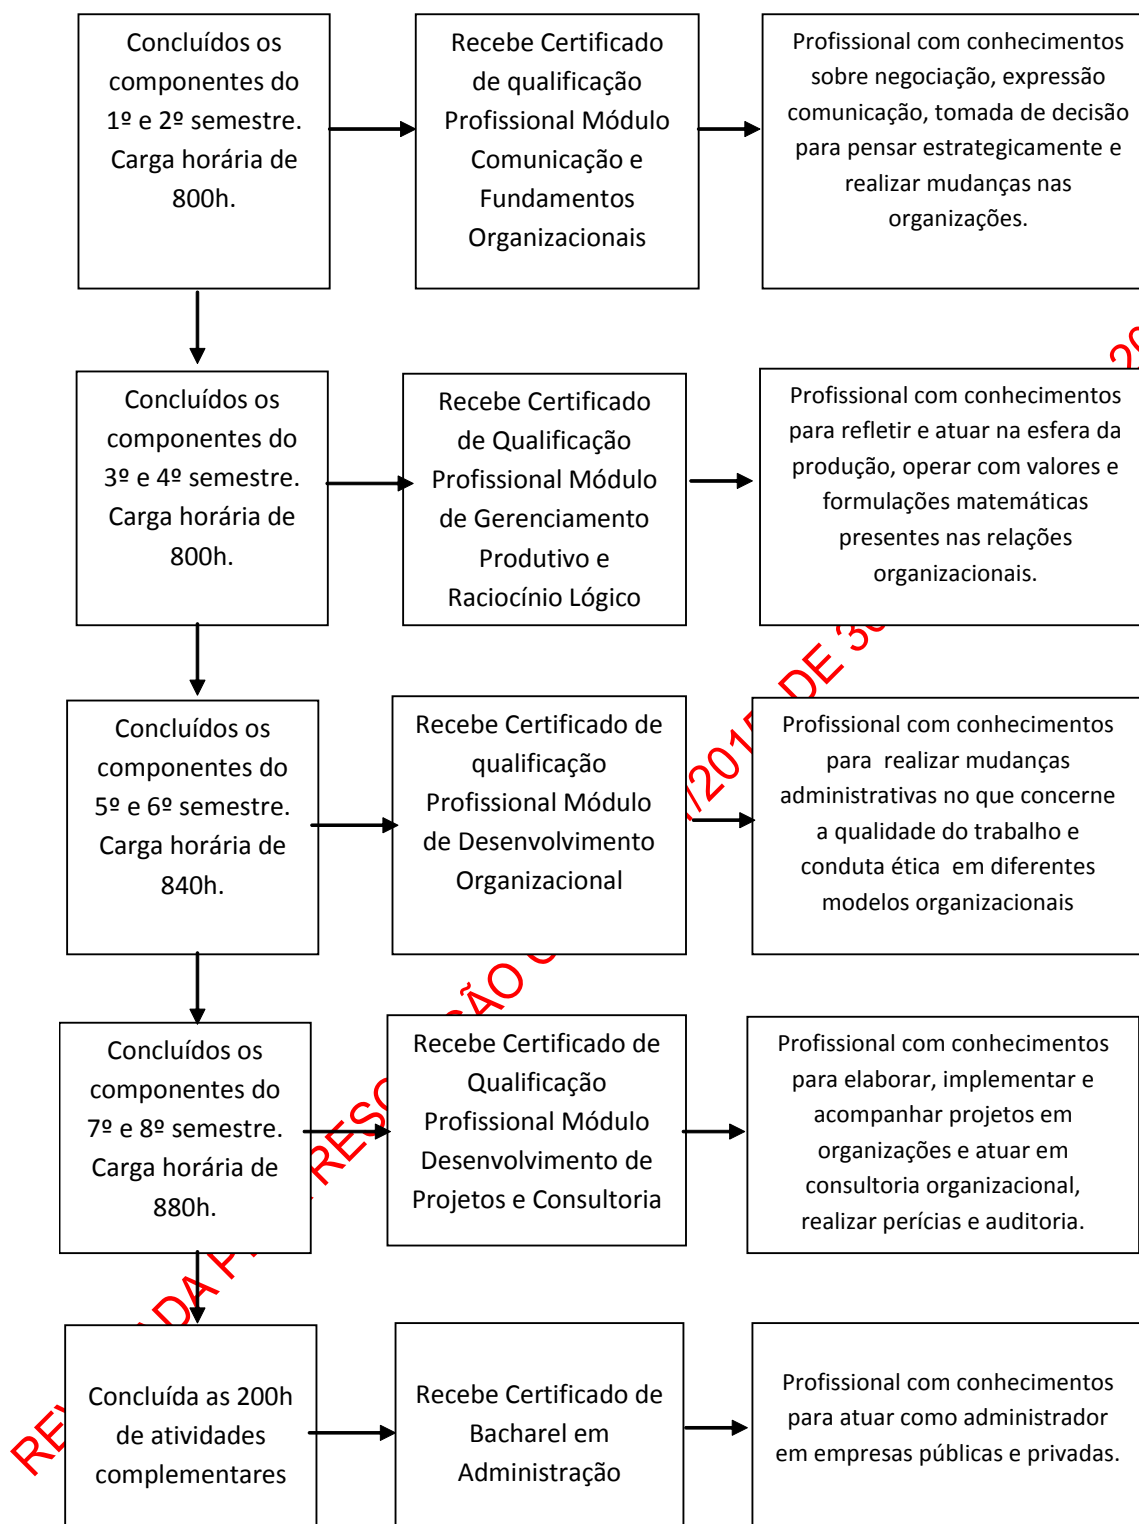 Concluídos os
componentes do
1º e 2º semestre.
Carga horária de
800h.
Recebe Certificado
de qualificação
Profissional Módulo
Comunicação e
Fundamentos
Organizacionais
Profissional com conhecimentos
sobre negociação, expressão
comunicação, tomada de decisão
para pensar estrategicamente e
realizar mudanças nas
organizações.
Concluídos os
componentes do
3º e 4º semestre.
Carga horária de
800h.
Recebe Certificado
de Qualificação
Profissional Módulo
de Gerenciamento
Produtivo e
Raciocínio Lógico
Profissional com conhecimentos
para refletir e atuar na esfera da
produção, operar com valores e
formulações matemáticas
presentes nas relações
organizacionais.
Concluídos os
componentes do
5º e 6º semestre.
Carga horária de
840h.
Recebe Certificado de
qualificação
Profissional Módulo
de Desenvolvimento
Organizacional
Profissional com conhecimentos
para realizar mudanças
administrativas no que concerne
a qualidade do trabalho e
conduta ética em diferentes
modelos organizacionais
Concluídos os
componentes do
7º e 8º semestre.
Carga horária de
880h.
Recebe Certificado de
Qualificação
Profissional Módulo
Desenvolvimento de
Projetos e Consultoria
Profissional com conhecimentos
para elaborar, implementar e
acompanhar projetos em
organizações e atuar em
consultoria organizacional,
realizar perícias e auditoria.
Concluída as 200h
de atividades
complementares
Recebe Certificado de
Bacharel em
Administração
Profissional com conhecimentos
para atuar como administrador
em empresas públicas e privadas.
DE